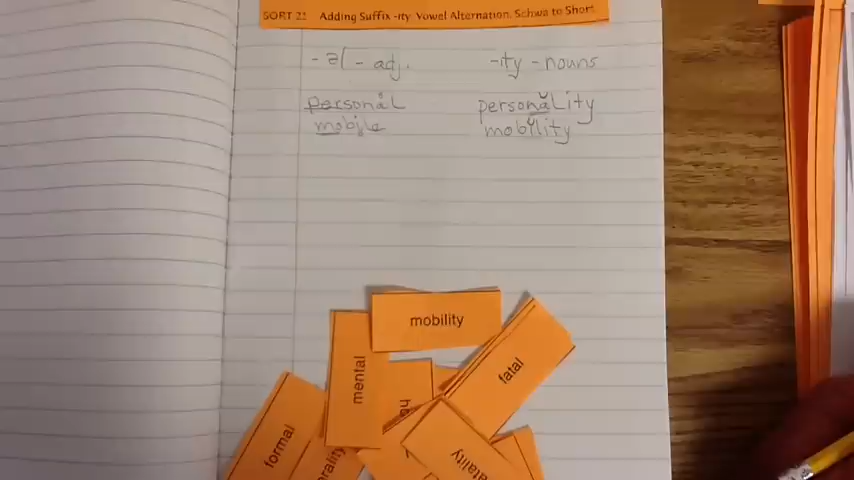 SORT 21 Adding Suffix -ity Vowel Alternation, Schwa to Short
-al - adj. -ity - nouns
personal personality
mobile mobility
mobility
mental
fatal
formal